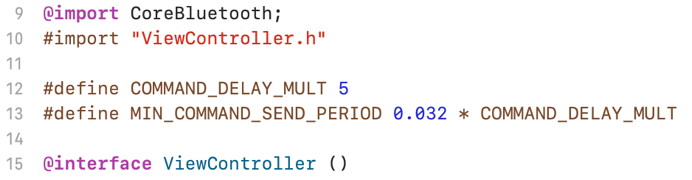 9 @import CoreBluetooth;
10 #import "ViewController.h"
11
12 #define COMMAND_DELAY_MULT 5
13 #define MIN_COMMAND_SEND_PERIOD 0.032 * COMMAND_DELAY_MULT
14
15 @interface ViewController ()